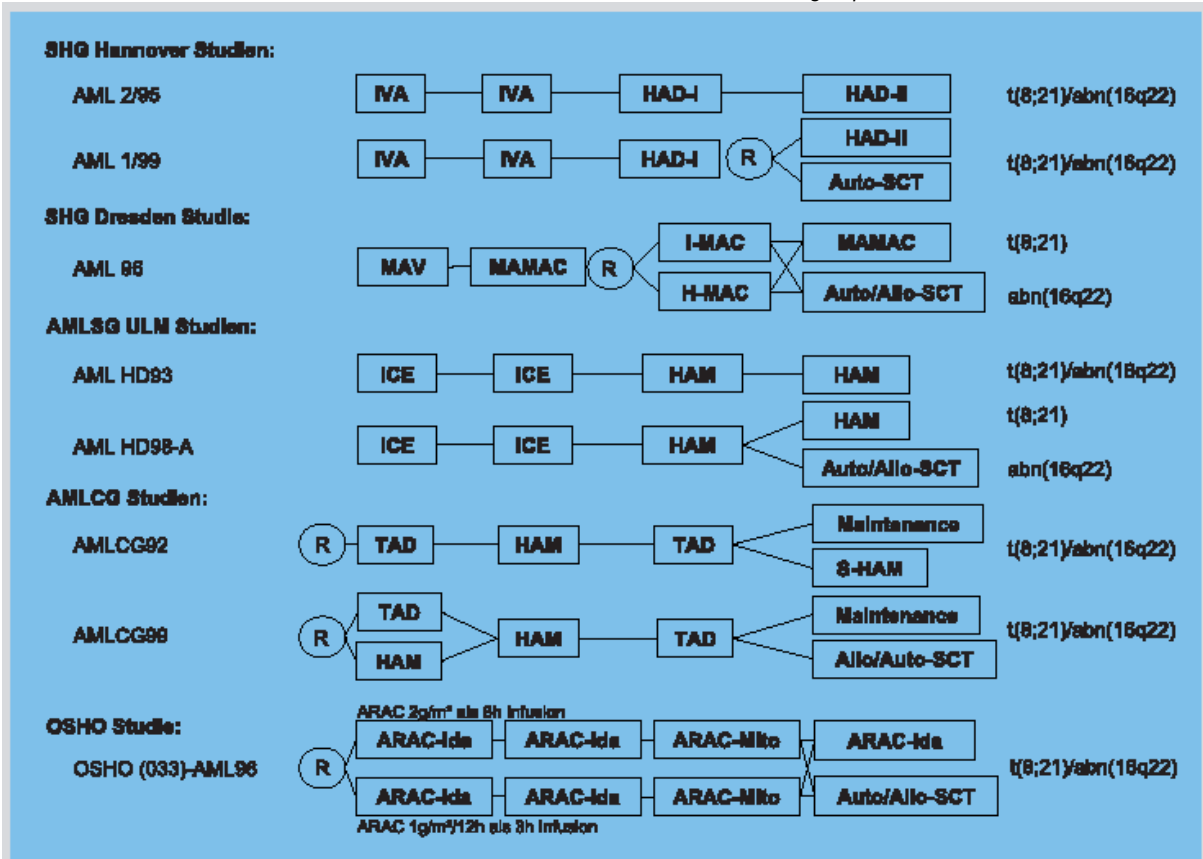 SHG Hannover Studien:
AML 2/95 IVA IVA HAD-I HAD-II t(8;21)/abn(16q22)
HAD-II
AML 1/99 IVA IVA HAD-I R t(8;21)/abn(16q22)
Auto-SCT
SHG Dresden Studie:
I-MAC MAMAC t(8;21)
AML 96 MAV MAMAC R
H-MAC Auto/Allo-SCT abn(16q22)
AMLSG ULM Studien:
AML HD93 ICE ICE HAM HAM t(8;21)/abn(16q22)
HAM t(8;21)
AML HD98-A ICE ICE HAM
Auto/Allo-SCT abn(16q22)
AMLCG Studien:
Maintenance
AMLCG92 R TAD HAM TAD t(8;21)/abn(16q22)
S-HAM
TAD Maintenance
AMLCG99 R HAM TAD t(8;21)/abn(16q22)
HAM Allo/Auto-SCT
ARAC 2g/m² als 6h Infusion
OSHO Studie:
ARAC-Ida ARAC-Ida ARAC-Mito ARAC-Ida
OSHO (033)-AML96 R t(8;21)/abn(16q22)
ARAC-Ida ARAC-Ida ARAC-Mito Auto/Allo-SCT
ARAC 1g/m²/12h als 3h Infusion